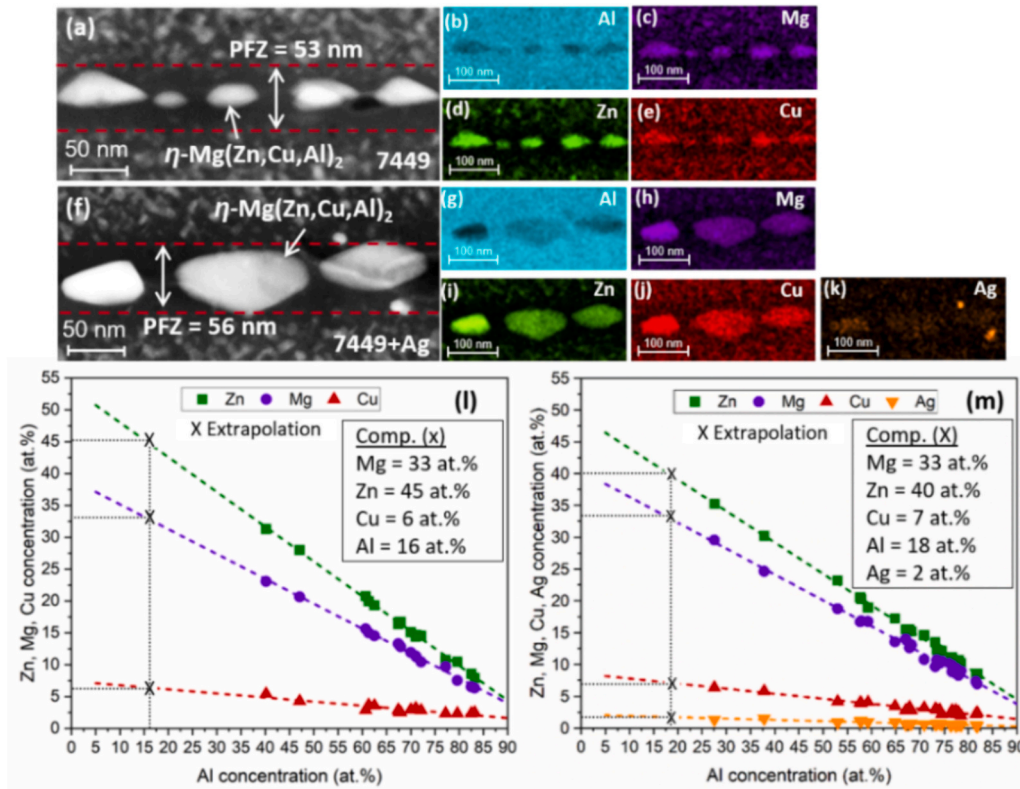 (a)
PFZ = 53 nm
η-Mg(Zn,Cu,Al)₂
50 nm
7449
(b)
Al
100 nm
(c)
Mg
100 nm
(d)
Zn
100 nm
(e)
Cu
100 nm
(f)
η-Mg(Zn,Cu,Al)₂
PFZ = 56 nm
50 nm
7449+Ag
(g)
Al
100 nm
(h)
Mg
100 nm
(i)
Zn
100 nm
(j)
Cu
100 nm
(k)
Ag
100 nm
Zn, Mg, Cu concentration (at.%)
55
50
45
40
35
30
25
20
15
10
5
0
Zn Mg Cu
(l)
X Extrapolation
Comp. (x)
Mg = 33 at.%
Zn = 45 at.%
Cu = 6 at.%
Al = 16 at.%
X
X
X
0 5 10 15 20 25 30 35 40 45 50 55 60 65 70 75 80 85 90
Al concentration (at.%)
Zn, Mg, Cu, Ag concentration (at.%)
55
50
45
40
35
30
25
20
15
10
5
0
Zn Mg Cu Ag
(m)
X Extrapolation
Comp. (X)
Mg = 33 at.%
Zn = 40 at.%
Cu = 7 at.%
Al = 18 at.%
Ag = 2 at.%
X
X
X
X
0 5 10 15 20 25 30 35 40 45 50 55 60 65 70 75 80 85 90
Al concentration (at.%)